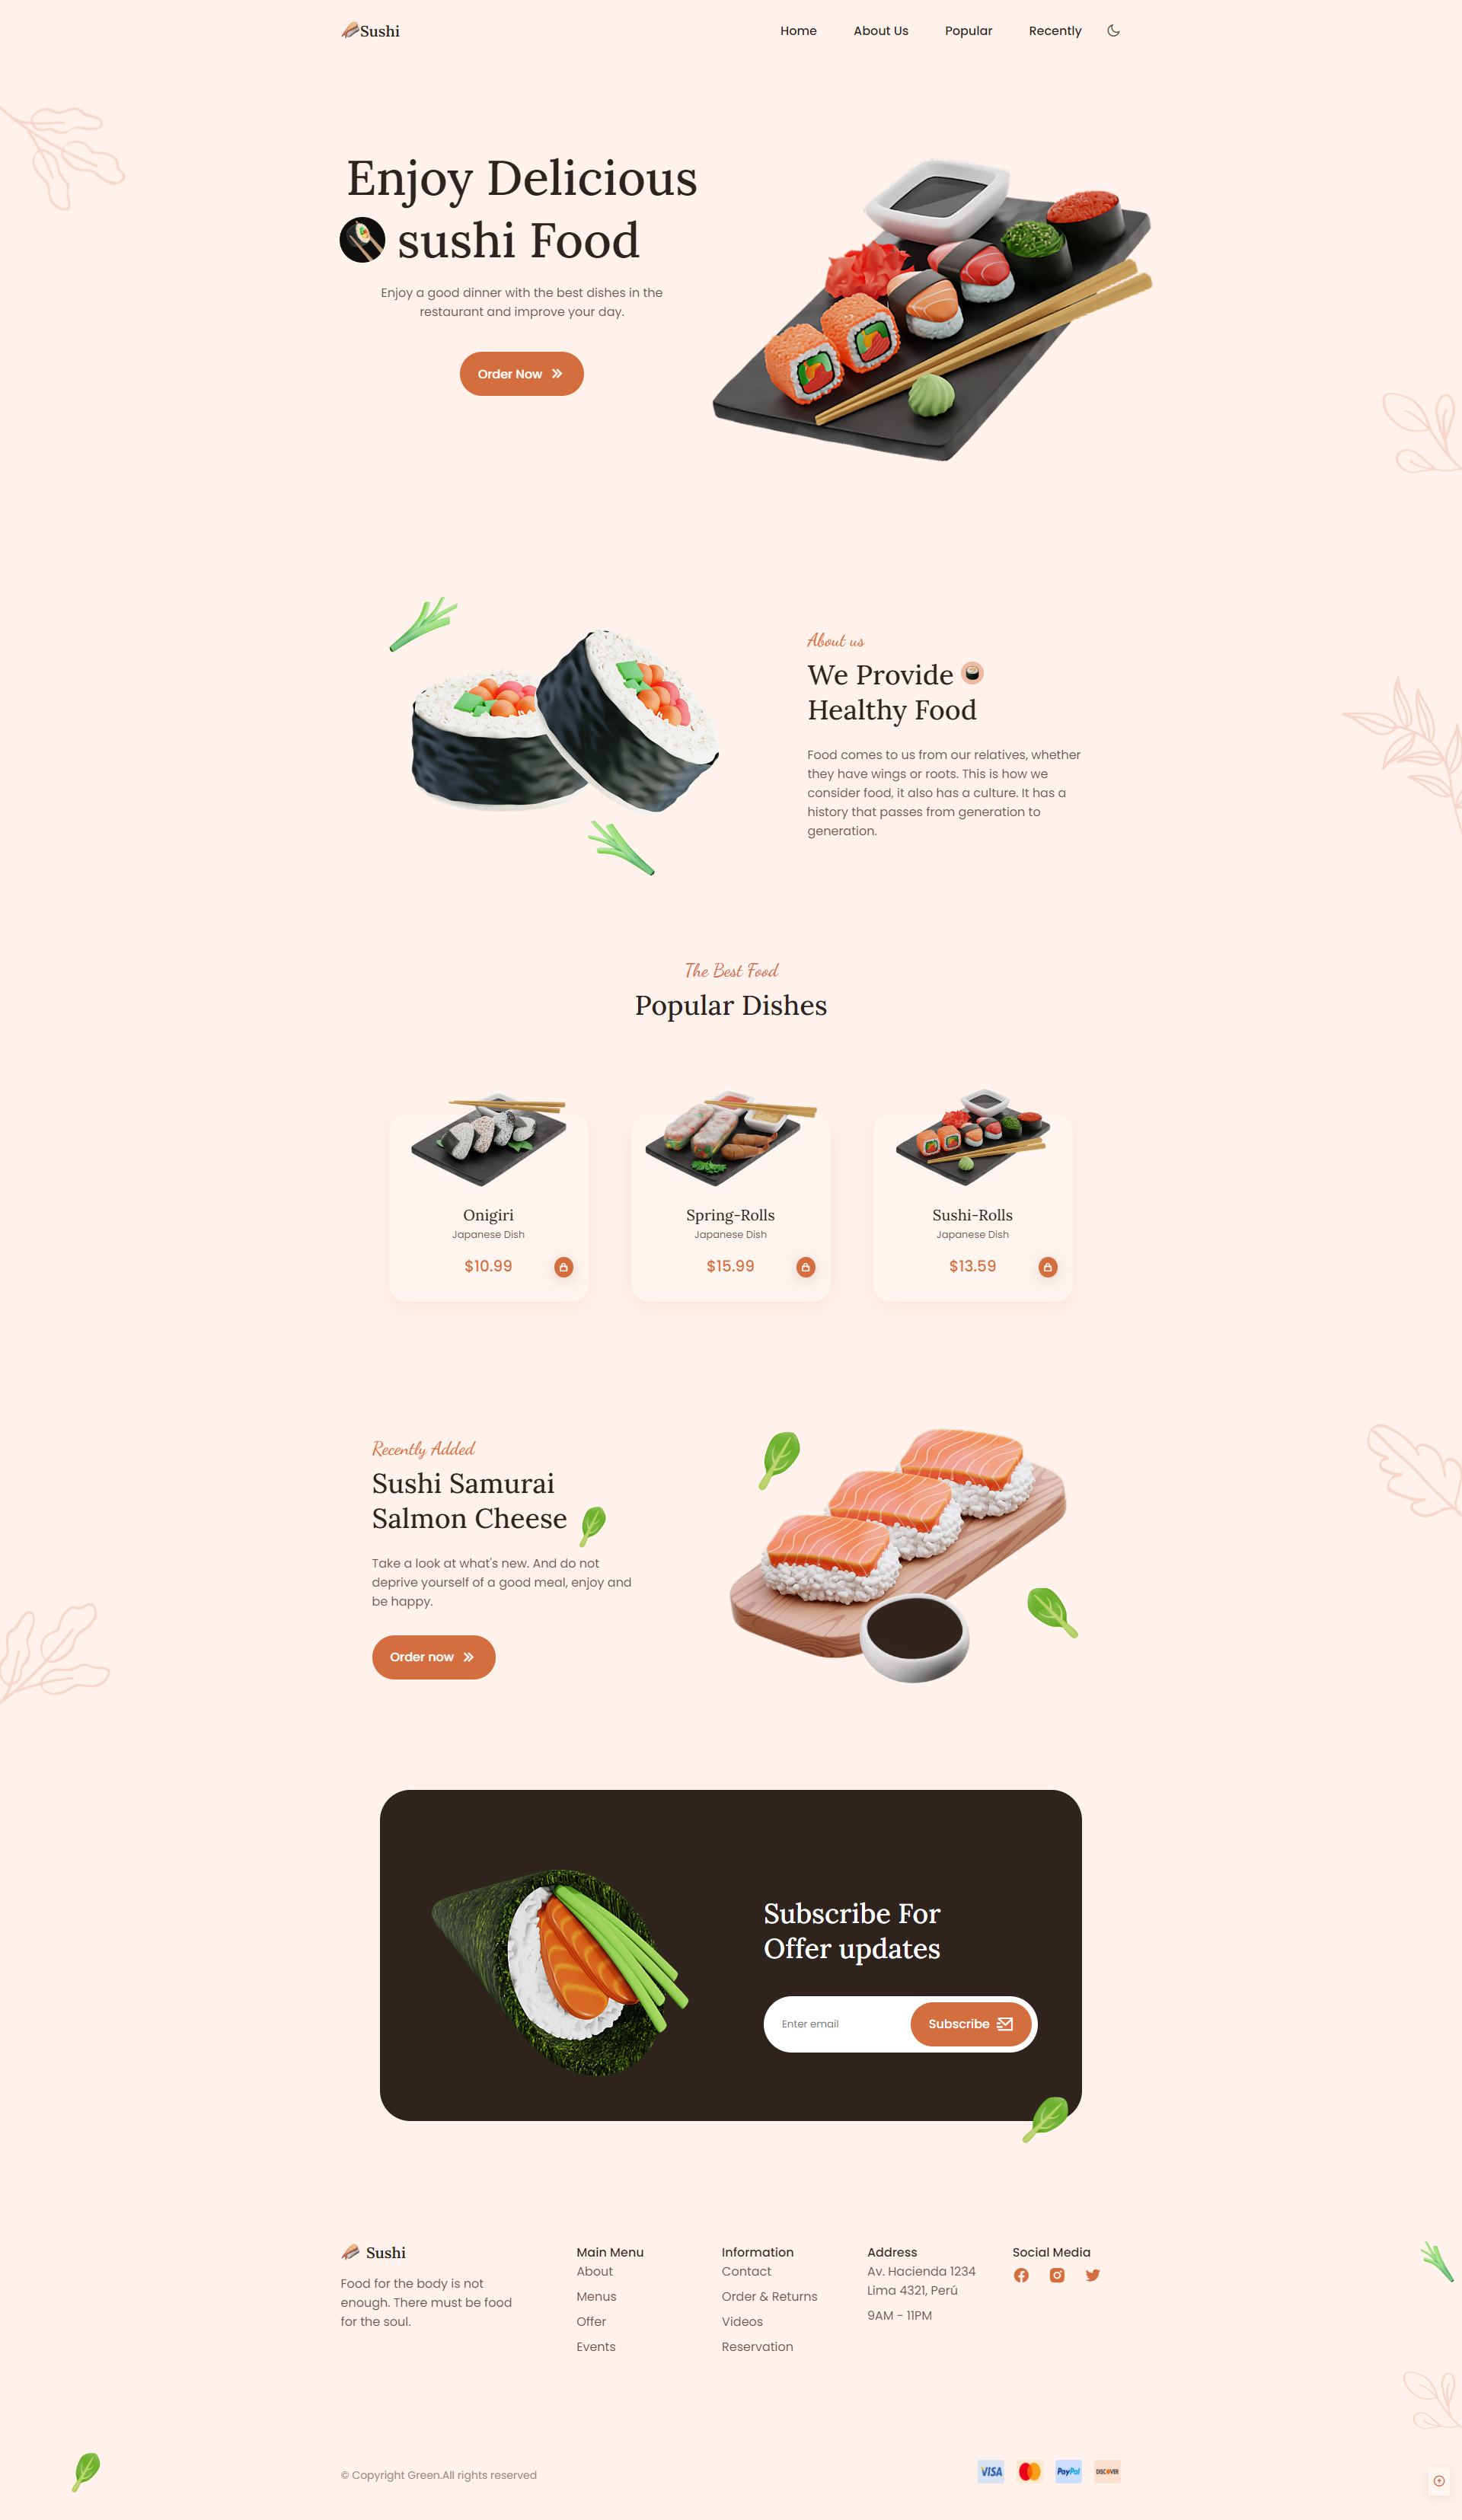 Sushi
Home
About Us
Popular
Recently
Enjoy Delicious
sushi Food
Enjoy a good dinner with the best dishes in the
restaurant and improve your day.
Order Now
About us
We Provide
Healthy Food
Food comes to us from our relatives, whether
they have wings or roots. This is how we
consider food, it also has a culture. It has a
history that passes from generation to
generation.
The Best Food
Popular Dishes
Onigiri
Japanese Dish
$10.99
Spring-Rolls
Japanese Dish
$15.99
Sushi-Rolls
Japanese Dish
$13.59
Recently Added
Sushi Samurai
Salmon Cheese
Take a look at what's new. And do not
deprive yourself of a good meal, enjoy and
be happy.
Order now
Subscribe For
Offer updates
Enter email
Subscribe
Sushi
Food for the body is not
enough. There must be food
for the soul.
Main Menu
About
Menus
Offer
Events
Information
Contact
Order & Returns
Videos
Reservation
Address
Av. Hacienda 1234
Lima 4321, Perú
9AM - 11PM
Social Media
© Copyright Green.All rights reserved
VISA
PayPal
DISCOVER